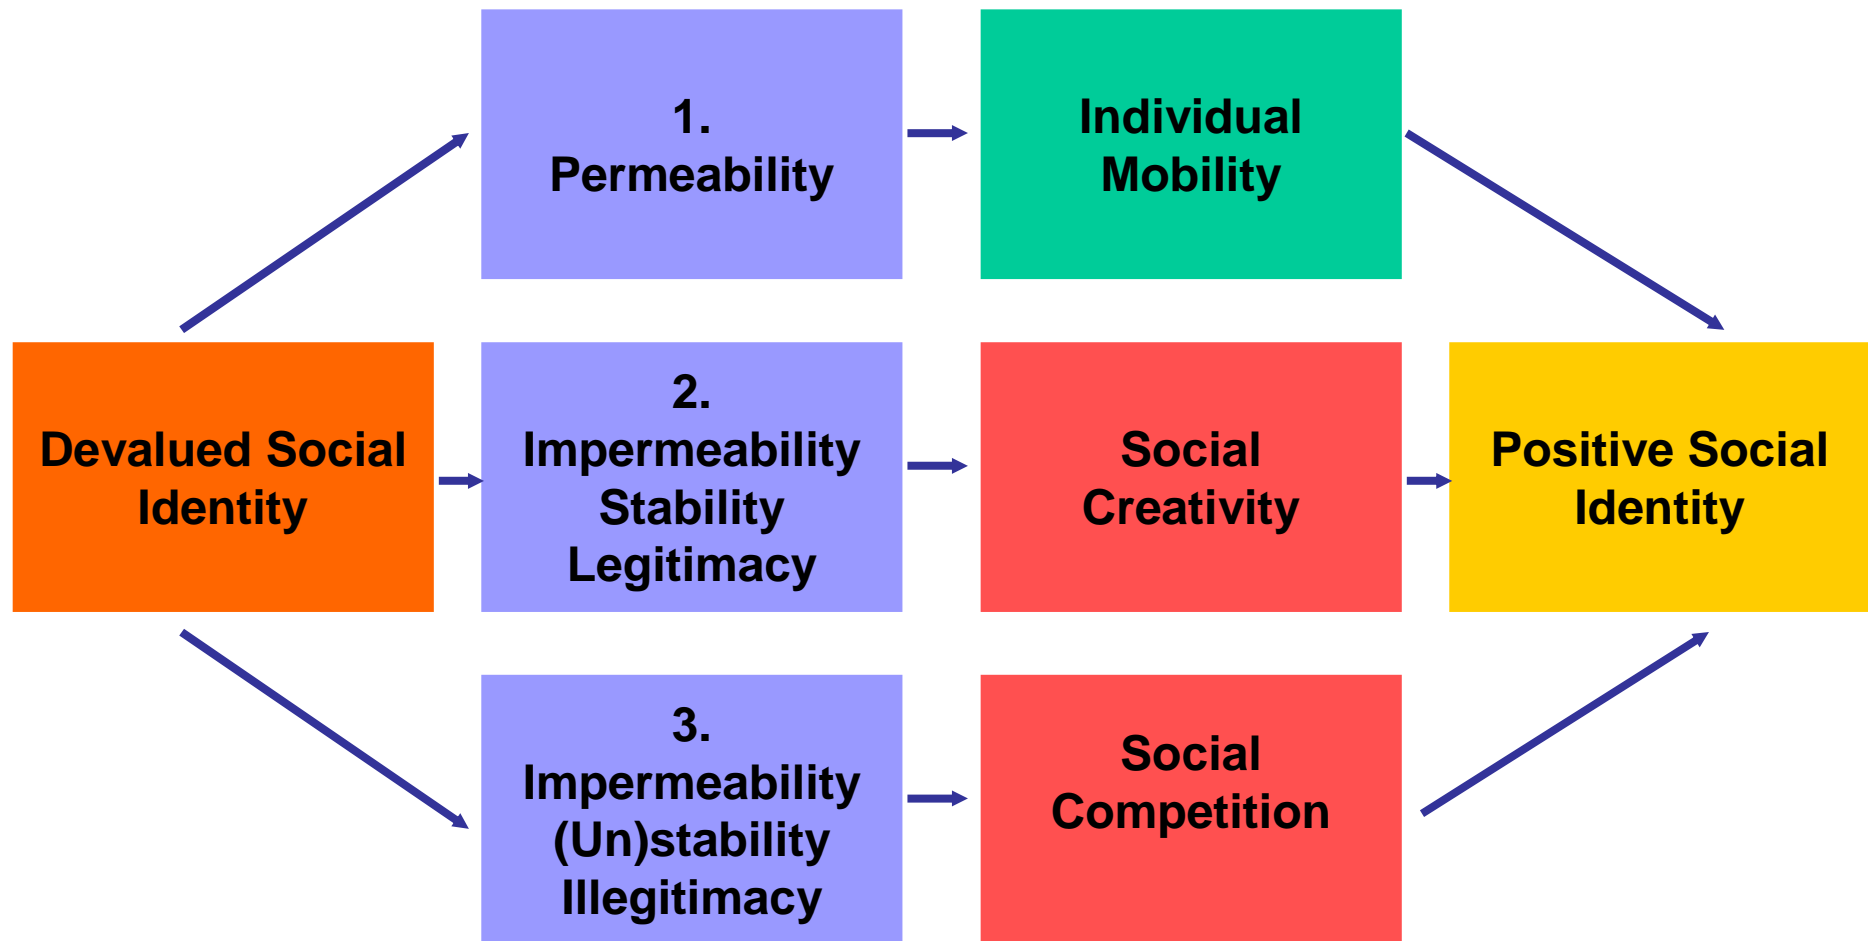 1.
Permeability
Individual
Mobility
Devalued Social
Identity
2.
Impermeability
Stability
Legitimacy
Social
Creativity
Positive Social
Identity
3.
Impermeability
(Un)stability
Illegitimacy
Social
Competition